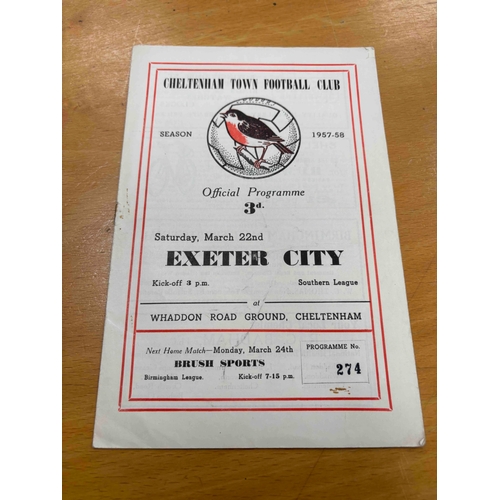 CHELTENHAM TOWN FOOTBALL CLUB
SEASON 1957-58
Official Programme
3d.
Saturday, March 22nd
EXETER CITY
Kick-off 3 p.m. Southern League
at
WHADDON ROAD GROUND, CHELTENHAM
Next Home Match—Monday, March 24th
BRUSH SPORTS
Birmingham League. Kick-off 7-15 p.m.
PROGRAMME No.
274